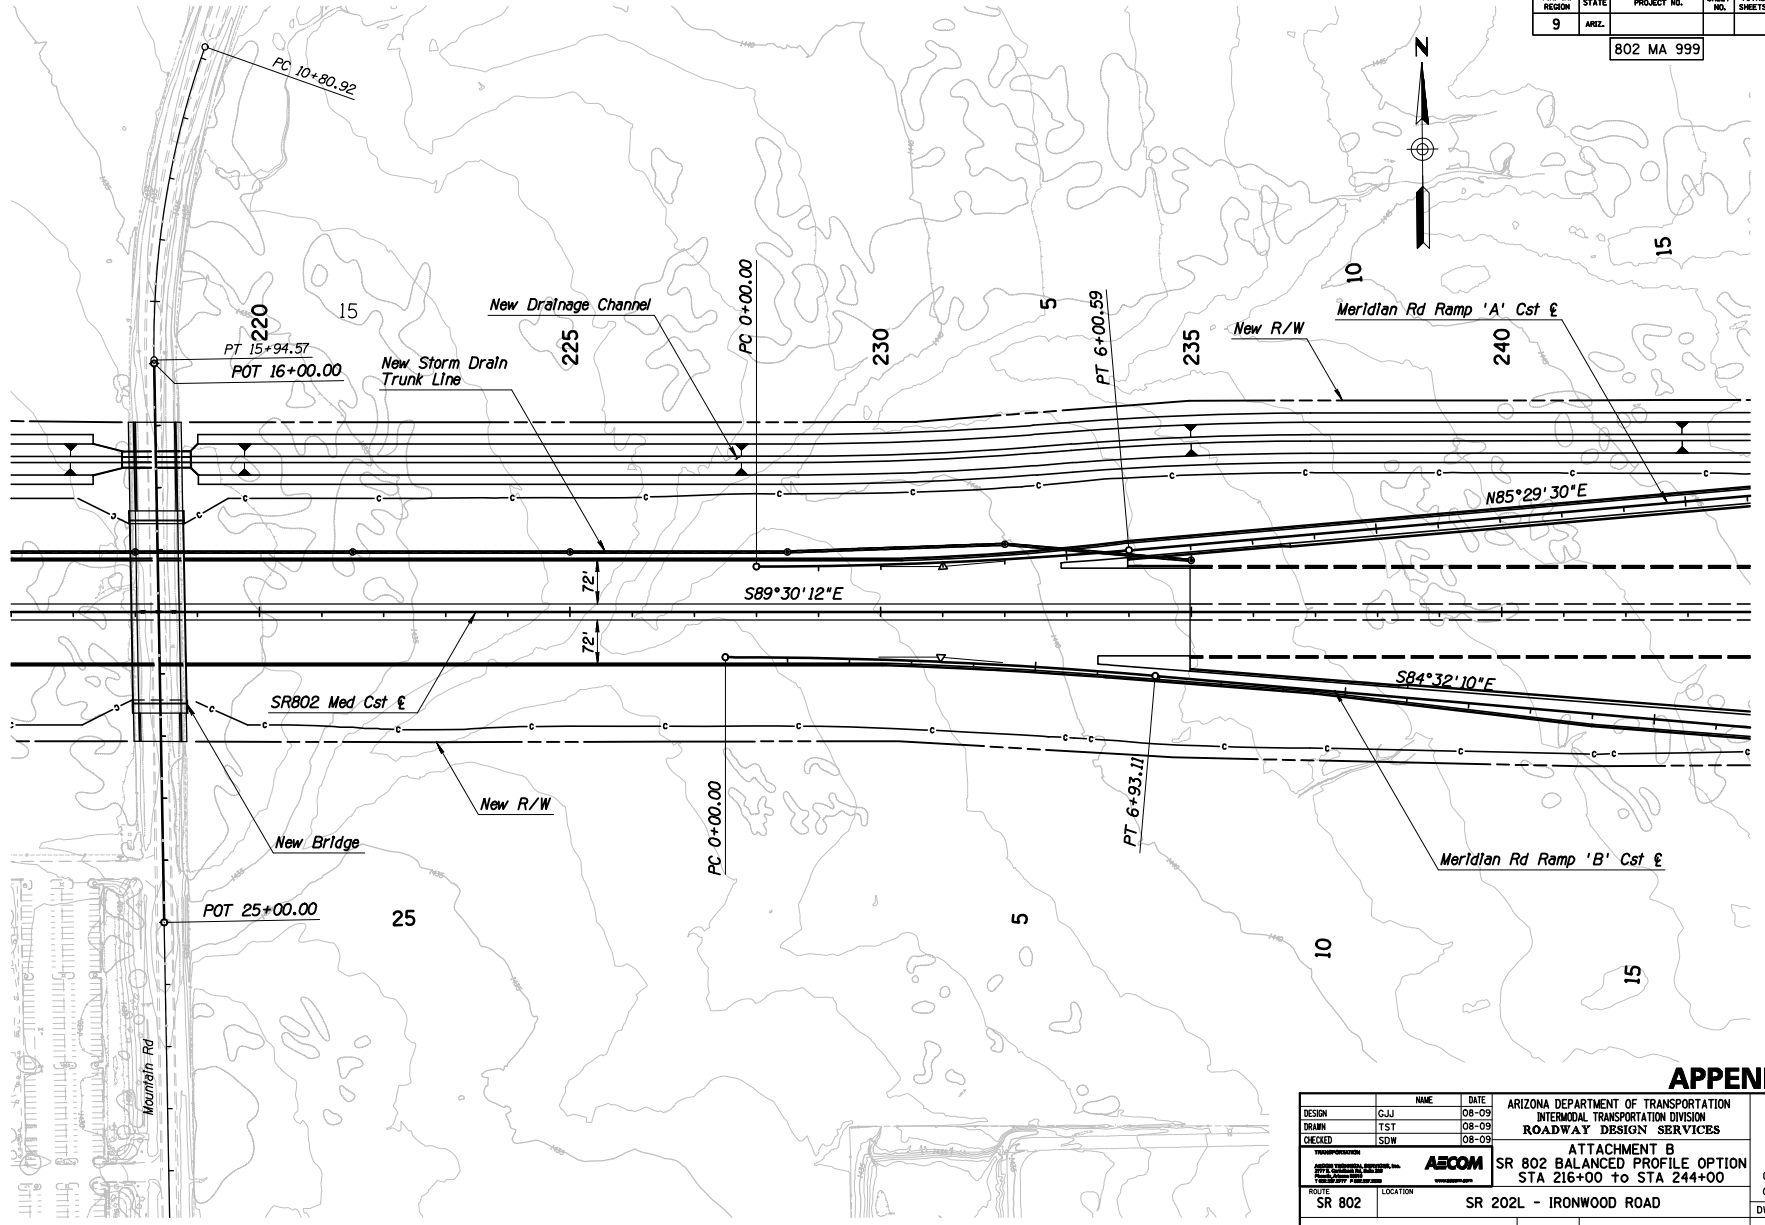 REGION
STATE
PROJECT NO.
NO.
SHEETS
9
ARIZ.
802 MA 999
N
PC 10+80.92
220
15
PT 15+94.57
POT 16+00.00
New Drainage Channel
New Storm Drain
Trunk Line
225
PC 0+00.00
230
5
PT 6+00.59
235
New R/W
10
Meridian Rd Ramp 'A' Cst ℄
240
15
N85°29'30"E
72'
S89°30'12"E
72'
SR802 Med Cst ℄
S84°32'10"E
New R/W
New Bridge
PC 0+00.00
PT 6+93.11
Meridian Rd Ramp 'B' Cst ℄
POT 25+00.00
25
5
10
15
Mountain Rd
APPEN
NAME
DATE
DESIGN
CJJ
08-09
DRAWN
TST
08-09
CHECKED
SDW
08-09
ARIZONA DEPARTMENT OF TRANSPORTATION
INTERMODAL TRANSPORTATION DIVISION
ROADWAY DESIGN SERVICES
TRANSPORTATION
AECOM
ATTACHMENT B
SR 802 BALANCED PROFILE OPTION
STA 216+00 to STA 244+00
ROUTE
SR 802
LOCATION
SR 202L - IRONWOOD ROAD